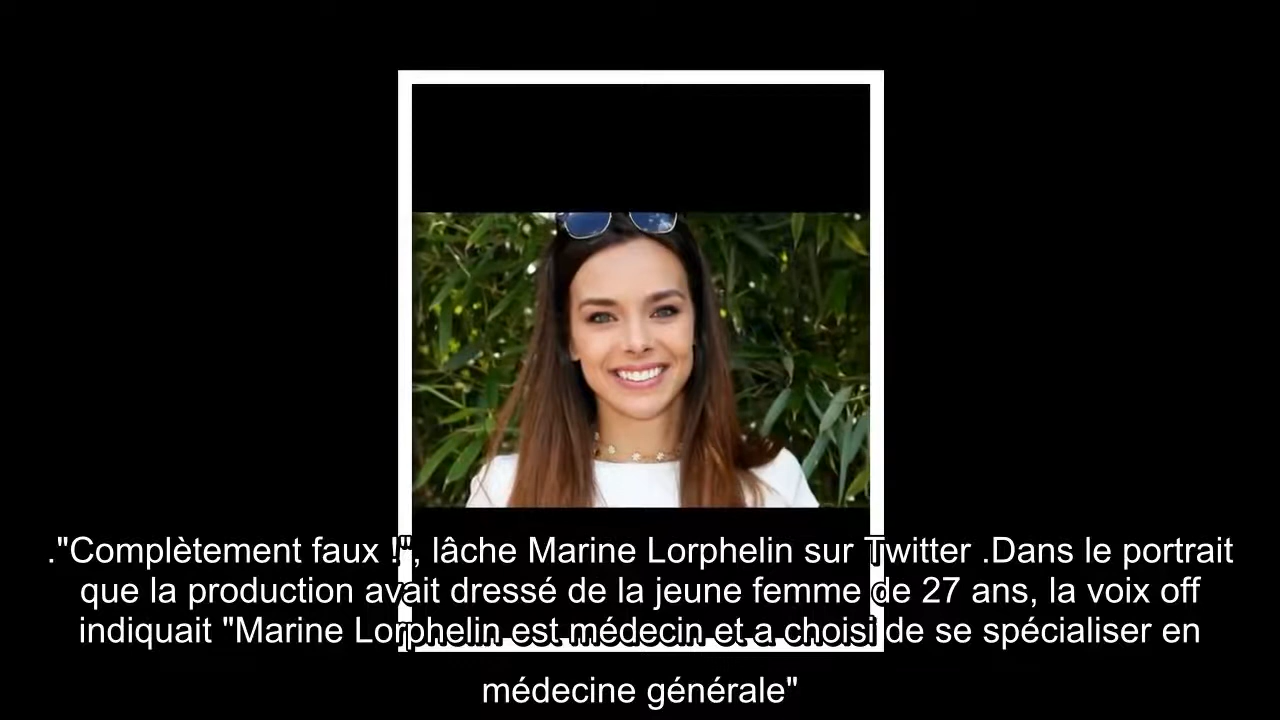 ."Complètement faux !", lâche Marine Lorphelin sur Twitter .Dans le portrait
que la production avait dressé de la jeune femme de 27 ans, la voix off
indiquait "Marine Lorphelin est médecin et a choisi de se spécialiser en
médecine générale"